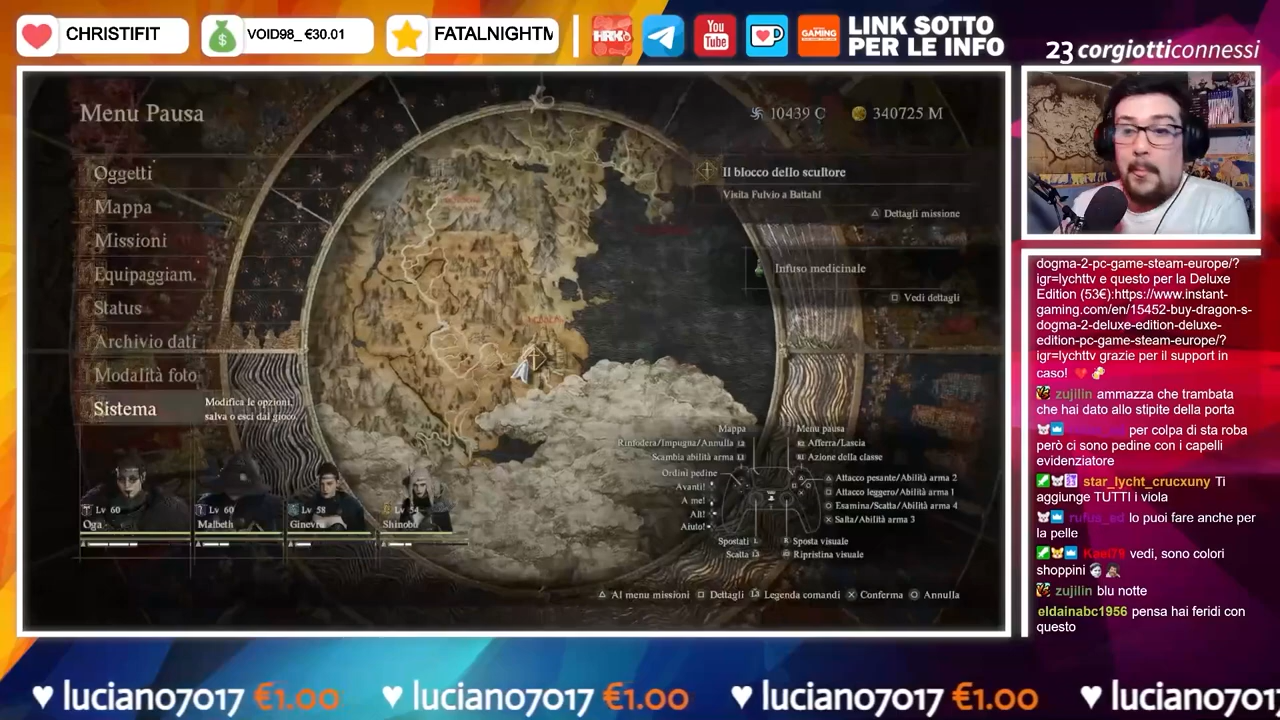 CHRISTIFIT
VOID98_ €30.01
FATALNIGHTM
HRK
You
Tube
GAMING
LINK SOTTO
PER LE INFO
23 corgiotticonnessi
Menu Pausa
10439 C
340725 M
Oggetti
Mappa
Missioni
Equipaggiam.
Status
Archivio dati
Modalità foto
Sistema
Modifica le opzioni,
salva o esci dal gioco.
Il blocco dello scultore
Visita Fulvio a Battahl
Dettagli missione
Infuso medicinale
Vedi dettagli
Lv 60
Oga
Lv 60
Malbeth
Lv 58
Ginevra
Lv 54
Shinobu
Mappa
Menu pausa
Rinfodera/Impugna/Annulla
Afferra/Lascia
Scambia abilità arma
Azione della classe
Ordini pedine
Avanti!
A me!
Alt!
Aiuto!
Attacco pesante/Abilità arma 2
Attacco leggero/Abilità arma 1
Esamina/Scatta/Abilità arma 4
Salta/Abilità arma 3
Spostati
Sposta visuale
Scatta
Ripristina visuale
Al menu missioni
Dettagli
Legenda comandi
Conferma
Annulla
dogma-2-pc-game-steam-europe/?
igr=lychttv e questo per la Deluxe
Edition (53€):https://www.instant-
gaming.com/en/15452-buy-dragon-s-
dogma-2-deluxe-edition-deluxe-
edition-pc-game-steam-europe/?
igr=lychttv grazie per il support in
caso!
zujilin ammazza che trambata
che hai dato allo stipite della porta
per colpa di sta roba
però ci sono pedine con i capelli
evidenziatore
star_lycht_crucxuny Ti
aggiunge TUTTI i viola
lo puoi fare anche per
la pelle
Kael79 vedi, sono colori
shoppini
zujilin blu notte
eldainabc1956 pensa hai feridi con
questo
luciano7017 €1.00
luciano7017 €1.00
luciano7017 €1.00
luciano7017